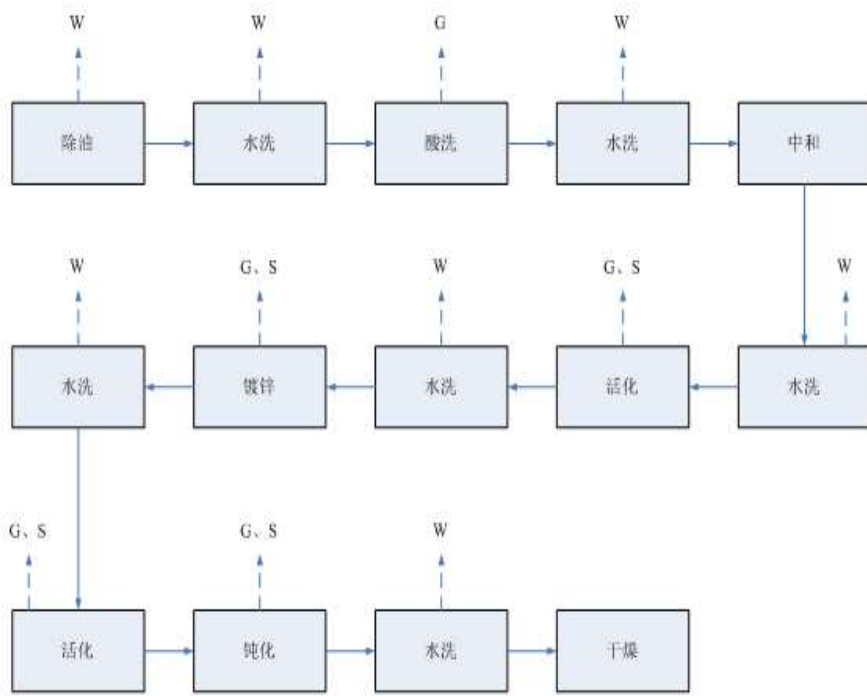 W W G W
除油 水洗 酸洗 水洗 中和
W G、S W G、S W
水洗 镀锌 水洗 活化 水洗
G、S G、S W
活化 钝化 水洗 干燥